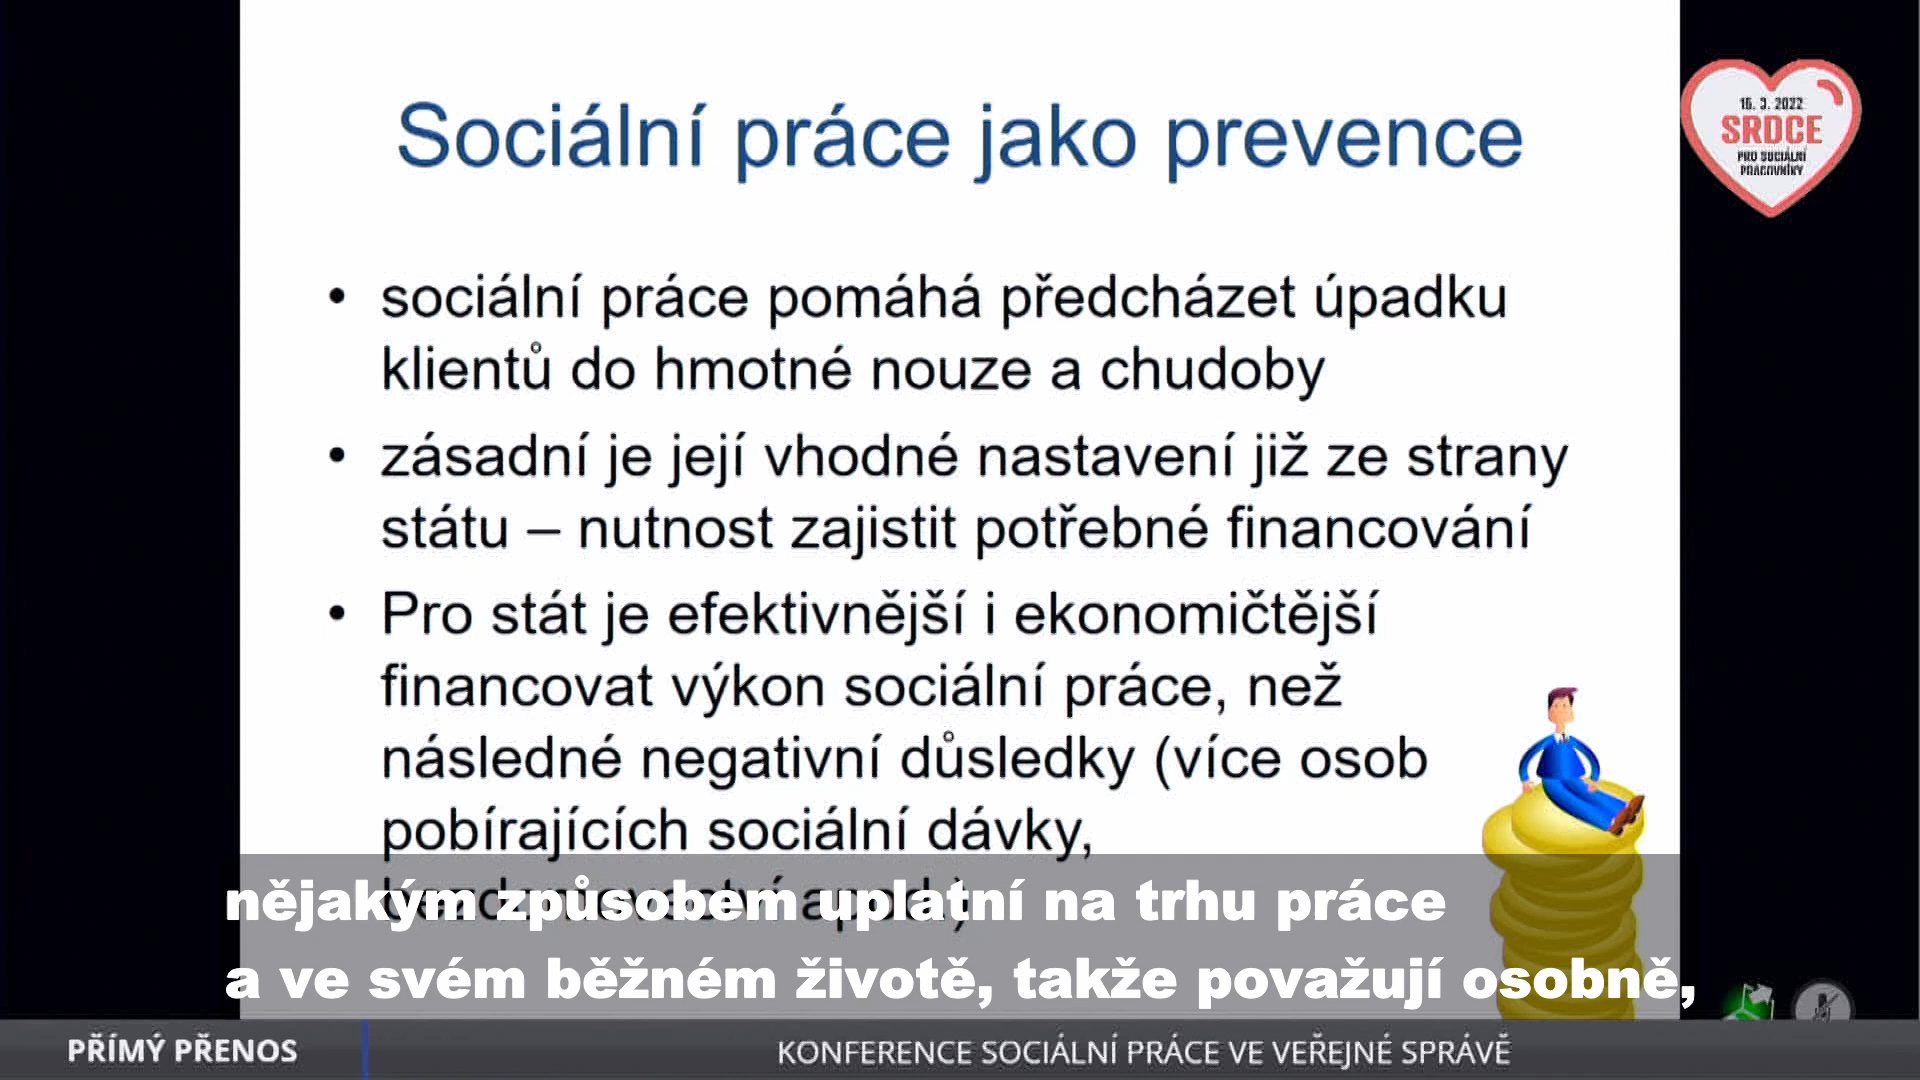 Sociální práce jako prevence
15. 3. 2022
SRDCE
PRO SOCIÁLNÍ
PRACOVNÍKY
• sociální práce pomáhá předcházet úpadku
klientů do hmotné nouze a chudoby
• zásadní je její vhodné nastavení již ze strany
státu – nutnost zajistit potřebné financování
• Pro stát je efektivnější i ekonomičtější
financovat výkon sociální práce, než
následné negativní důsledky (více osob
pobírajících sociální dávky,
nějakým způsobem uplatní na trhu práce
a ve svém běžném životě, takže považují osobně,
PŘÍMÝ PŘENOS
KONFERENCE SOCIÁLNÍ PRÁCE VE VEŘEJNÉ SPRÁVĚ